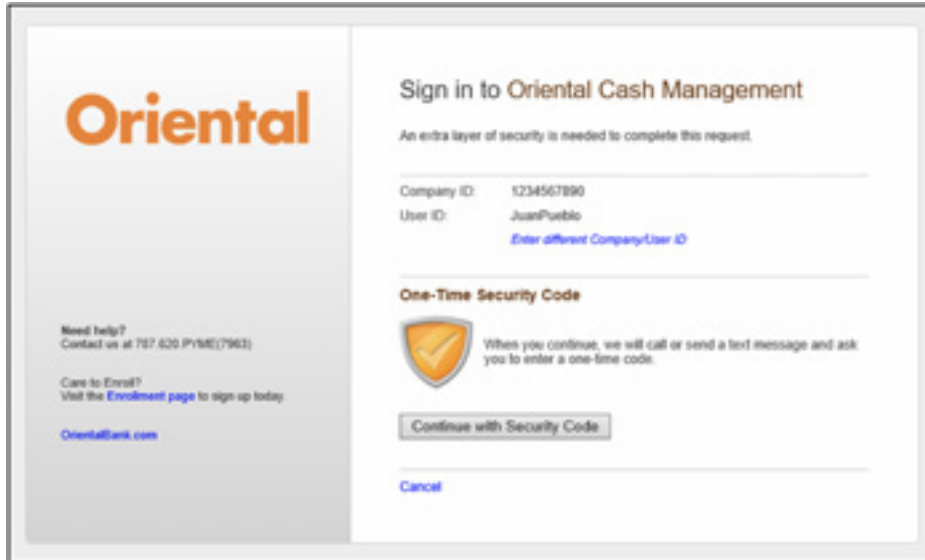 Oriental
Need help?
Contact us at 787.620.PYME(7963)
Care to Enroll?
Visit the Enrollment page to sign up today.
OrientalBank.com
Sign in to Oriental Cash Management
An extra layer of security is needed to complete this request.
Company ID: 1234567890
User ID: JuanPueblo
Enter different Company/User ID
One-Time Security Code
When you continue, we will call or send a text message and ask
you to enter a one-time code.
Continue with Security Code
Cancel